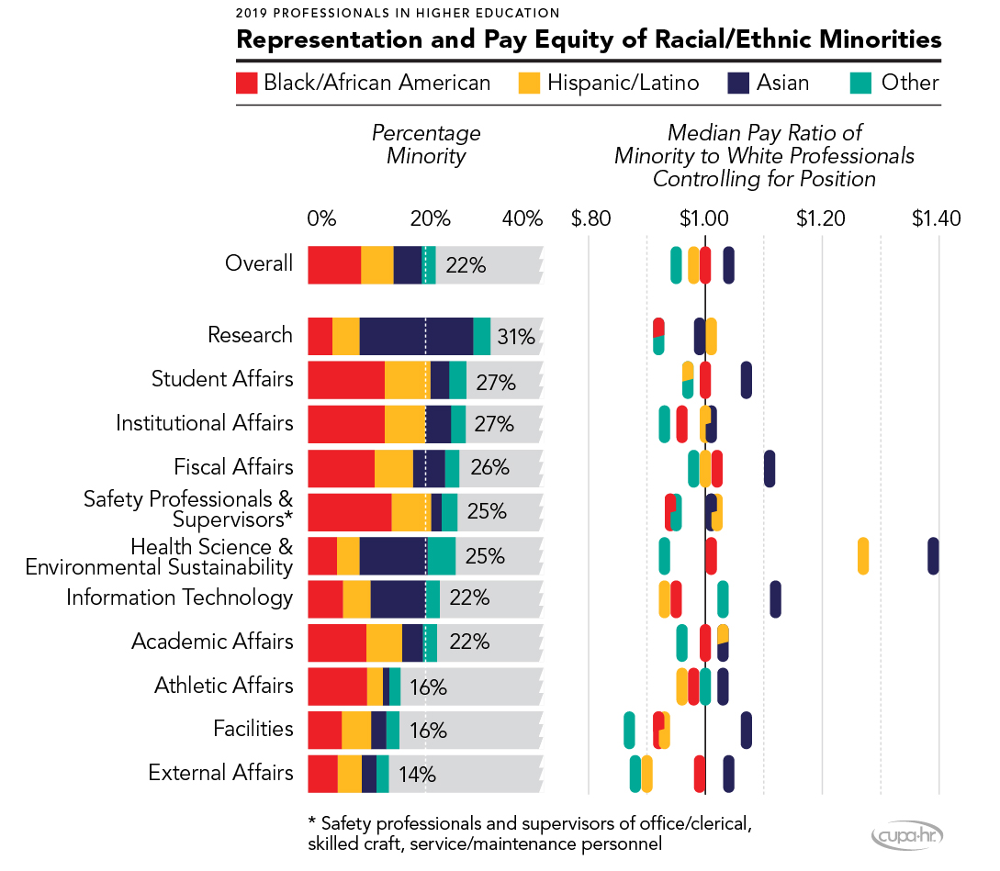 2019 PROFESSIONALS IN HIGHER EDUCATION
Representation and Pay Equity of Racial/Ethnic Minorities
Black/African American Hispanic/Latino Asian Other
Percentage
Minority
Median Pay Ratio of
Minority to White Professionals
Controlling for Position
0% 20% 40% $.80 $1.00 $1.20 $1.40
Overall 22%
Research 31%
Student Affairs 27%
Institutional Affairs 27%
Fiscal Affairs 26%
Safety Professionals &
Supervisors* 25%
Health Science &
Environmental Sustainability 25%
Information Technology 22%
Academic Affairs 22%
Athletic Affairs 16%
Facilities 16%
External Affairs 14%
* Safety professionals and supervisors of office/clerical,
skilled craft, service/maintenance personnel
cupa-hr.